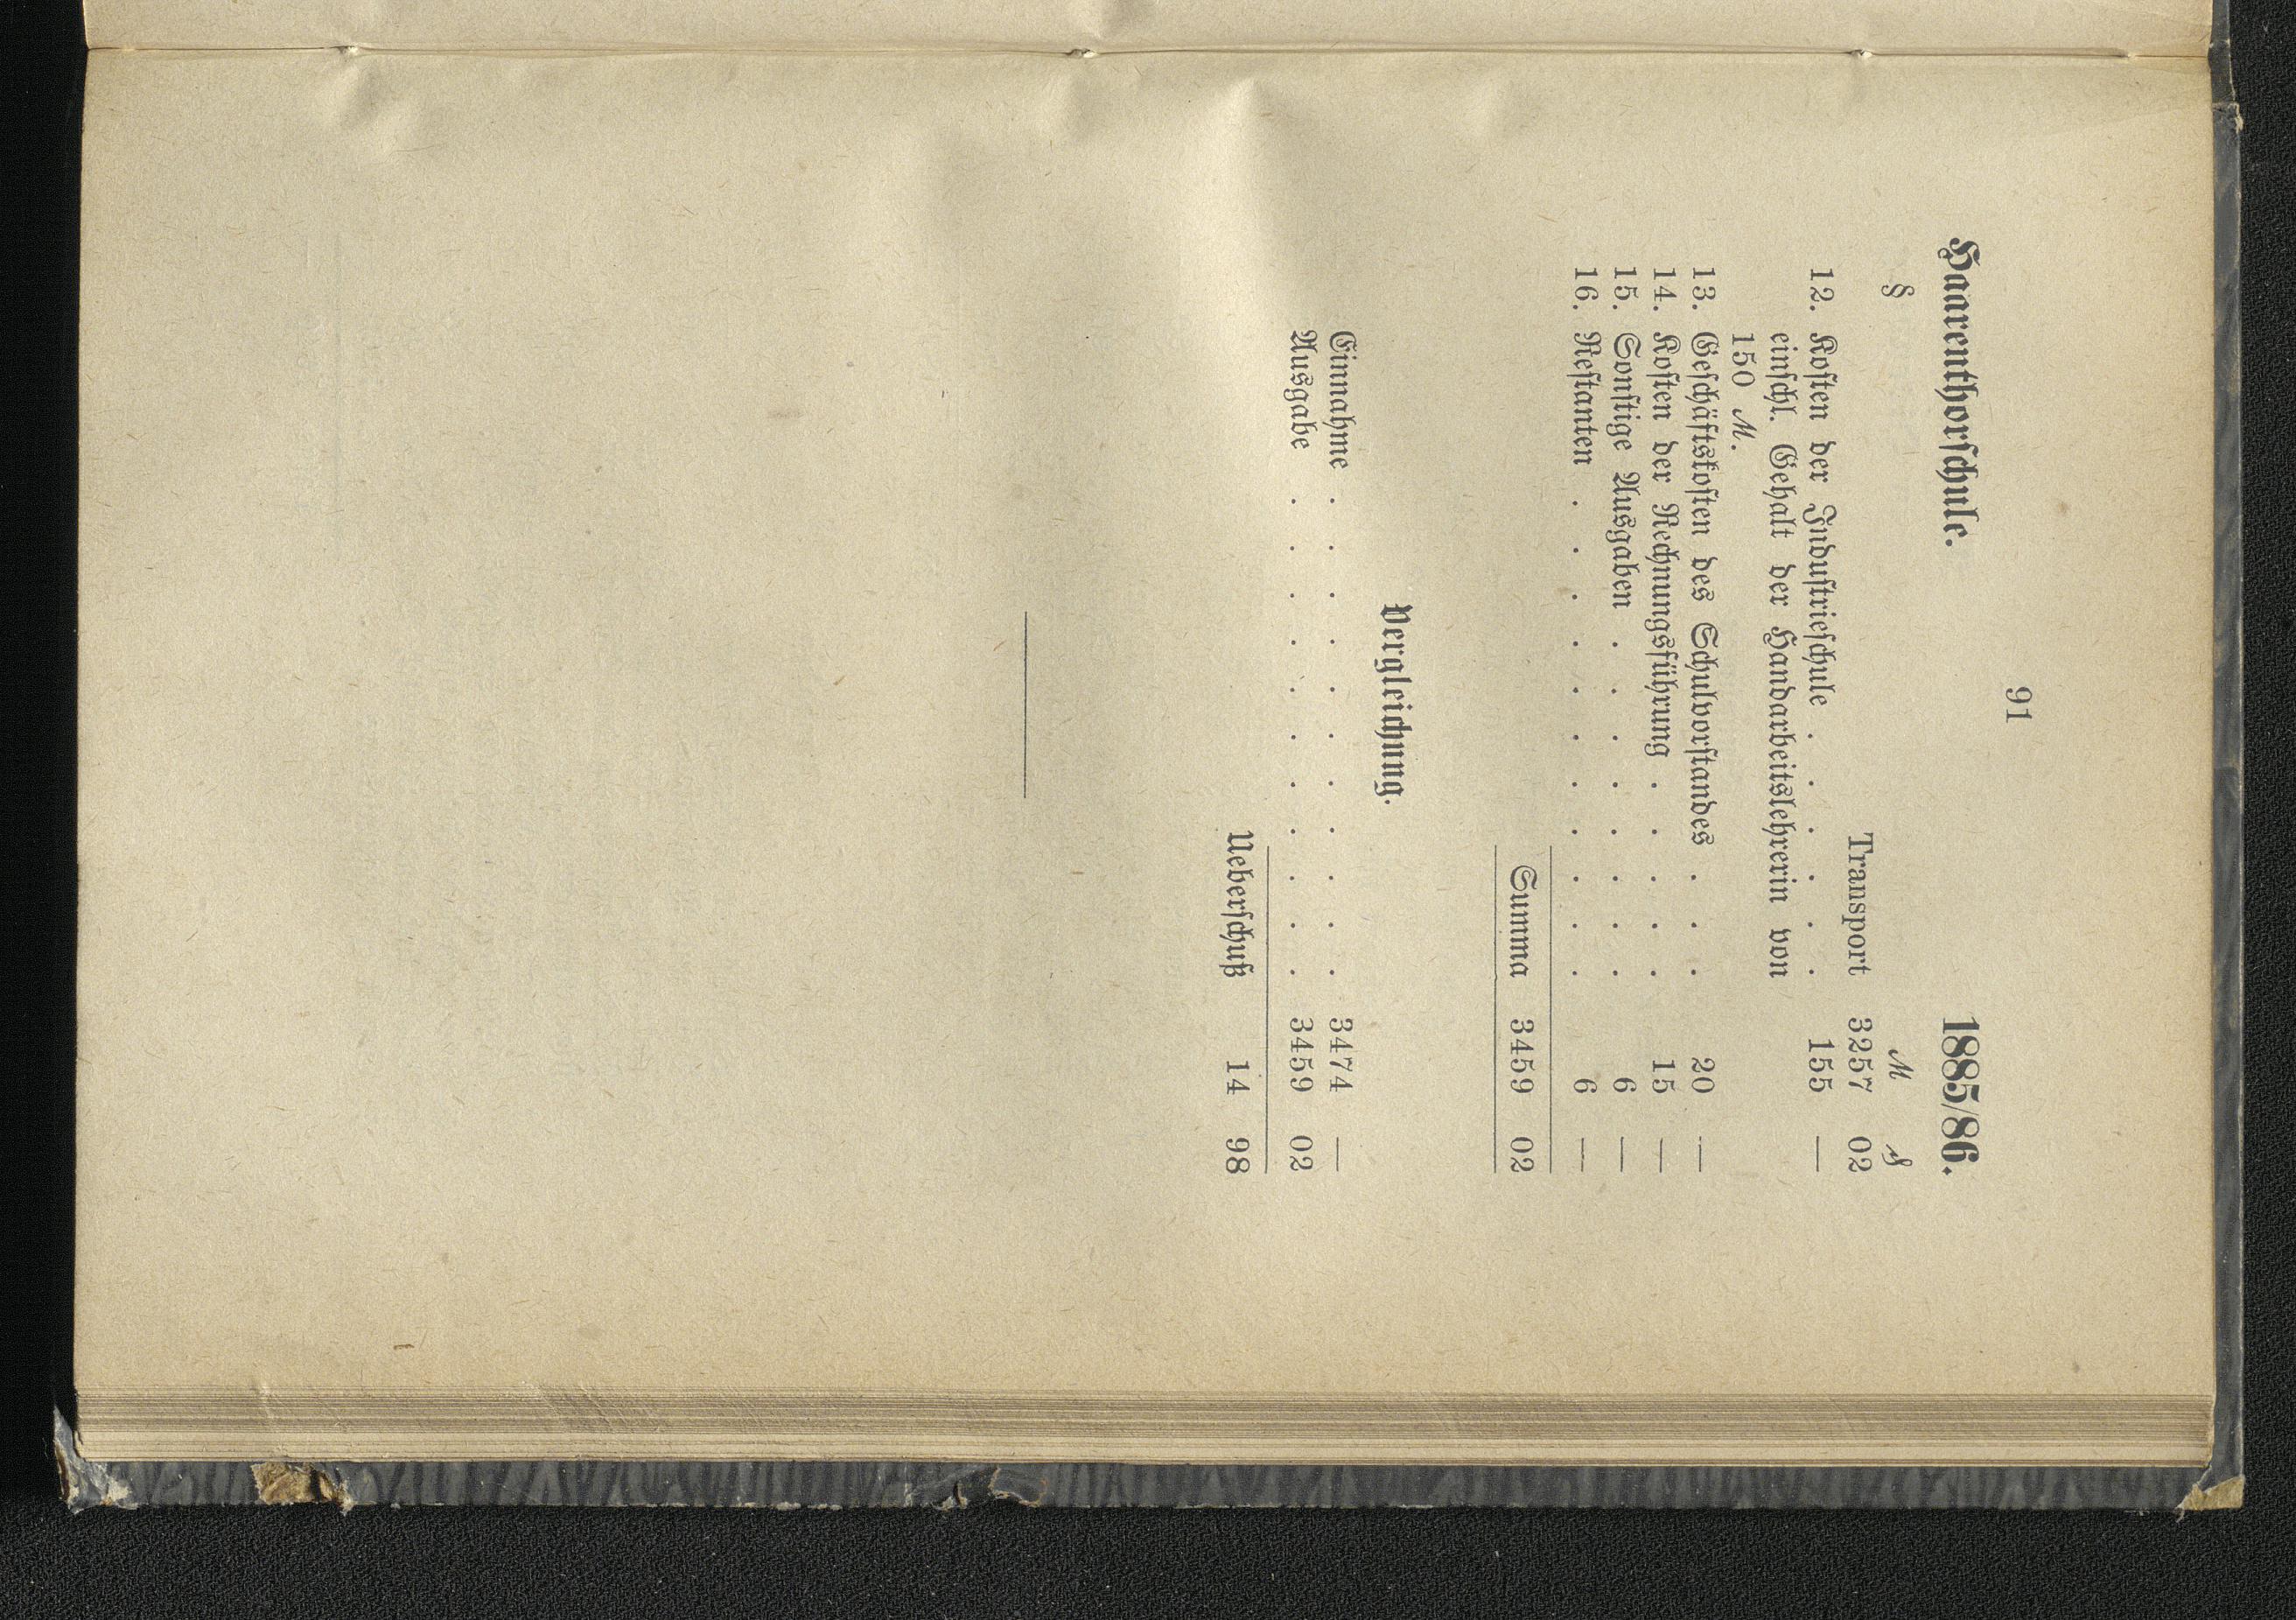 91
Haarenthorschule. 1885/86.
§ ℳ ₰
Transport 3257 02
12. Kosten der Industrieschule . . . . . . 155 —
einschl. Gehalt der Handarbeitslehrerin von
150 ℳ.
13. Geschäftskosten des Schulvorstandes . . . 20 —
14. Kosten der Rechnungsführung . . . . . 15 —
15. Sonstige Ausgaben . . . . . . . . 6 —
16. Restanten . . . . . . . . . . . 6 —
Summa 3459 02
Vergleichung.
Einnahme . . . . . . . . . . . 3474 —
Ausgabe . . . . . . . . . . . 3459 02
Ueberschuß 14 98